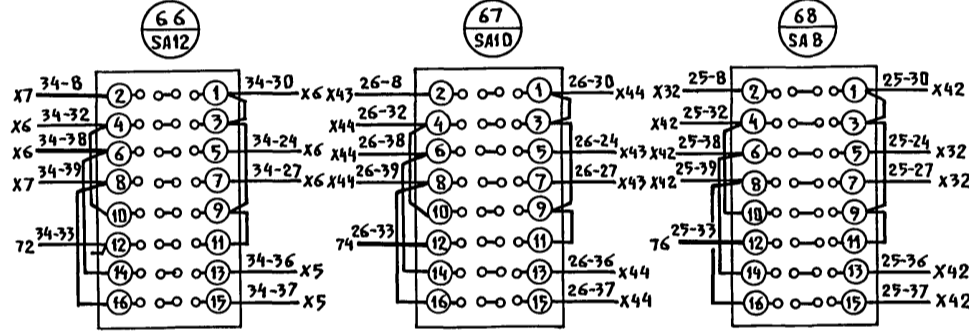 66 67 68
SA12 SA10 SA8
X7 34-8 2 1 34-30 X6 X43 26-8 2 1 26-30 X44 X32 25-8 2 1 25-30 X42
X6 34-32 4 3 X44 26-32 4 3 X42 25-32 4 3
X6 34-38 6 5 34-24 X6 X44 26-38 6 5 26-24 X43 X42 25-38 6 5 25-24 X32
X7 34-39 8 7 34-27 X6 X44 26-39 8 7 26-27 X43 X42 25-39 8 7 25-27 X32
10 9 10 9 10 9
72 34-33 12 11 74 26-33 12 11 76 25-33 12 11
14 13 34-36 X5 14 13 26-36 X44 14 13 25-36 X42
16 15 34-37 X5 16 15 26-37 X44 16 15 25-37 X42